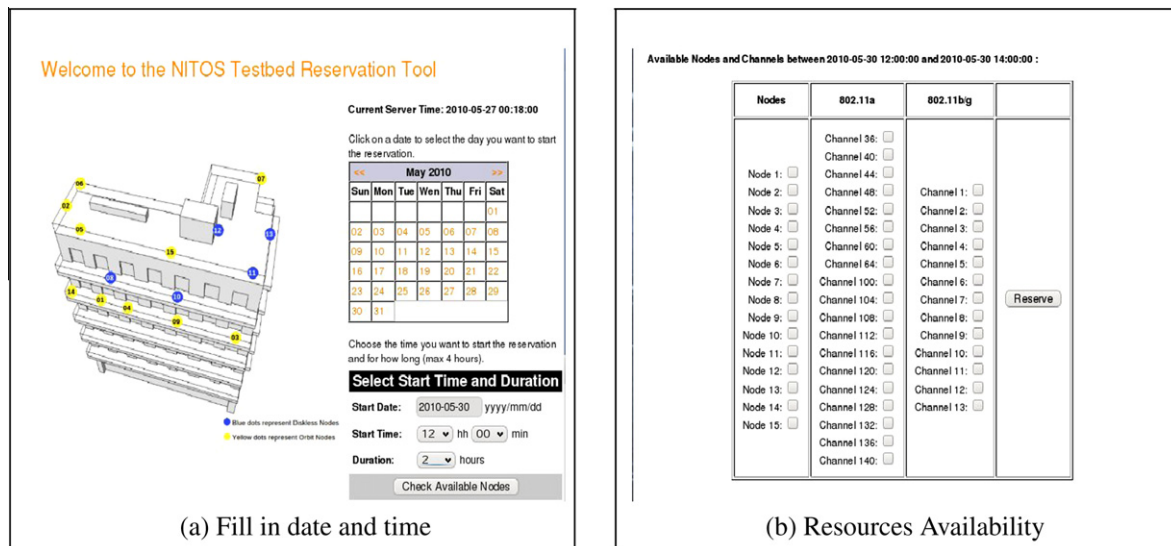 Welcome to the NITOS Testbed Reservation Tool
Current Server Time: 2010-05-27 00:18:00
Click on a date to select the day you want to start
the reservation.
<< May 2010 >>
Sun Mon Tue Wed Thu Fri Sat
01
02 03 04 05 06 07 08
09 10 11 12 13 14 15
16 17 18 19 20 21 22
23 24 25 26 27 28 29
30 31
06
07
02
05
12
13
15
11
08
10
14
01
04
09
03
Blue dots represent Diskless Nodes
Yellow dots represent Orbit Nodes
Choose the time you want to start the reservation
and for how long (max 4 hours).
Select Start Time and Duration
Start Date: 2010-05-30 yyyy/mm/dd
Start Time: 12 hh 00 min
Duration: 2 hours
Check Available Nodes
(a) Fill in date and time
Available Nodes and Channels between 2010-05-30 12:00:00 and 2010-05-30 14:00:00 :
Nodes 802.11a 802.11b/g
Node 1:
Node 2:
Node 3:
Node 4:
Node 5:
Node 6:
Node 7:
Node 8:
Node 9:
Node 10:
Node 11:
Node 12:
Node 13:
Node 14:
Node 15:
Channel 36:
Channel 40:
Channel 44:
Channel 48:
Channel 52:
Channel 56:
Channel 60:
Channel 64:
Channel 100:
Channel 104:
Channel 108:
Channel 112:
Channel 116:
Channel 120:
Channel 124:
Channel 128:
Channel 132:
Channel 136:
Channel 140:
Channel 1:
Channel 2:
Channel 3:
Channel 4:
Channel 5:
Channel 6:
Channel 7:
Channel 8:
Channel 9:
Channel 10:
Channel 11:
Channel 12:
Channel 13:
Reserve
(b) Resources Availability